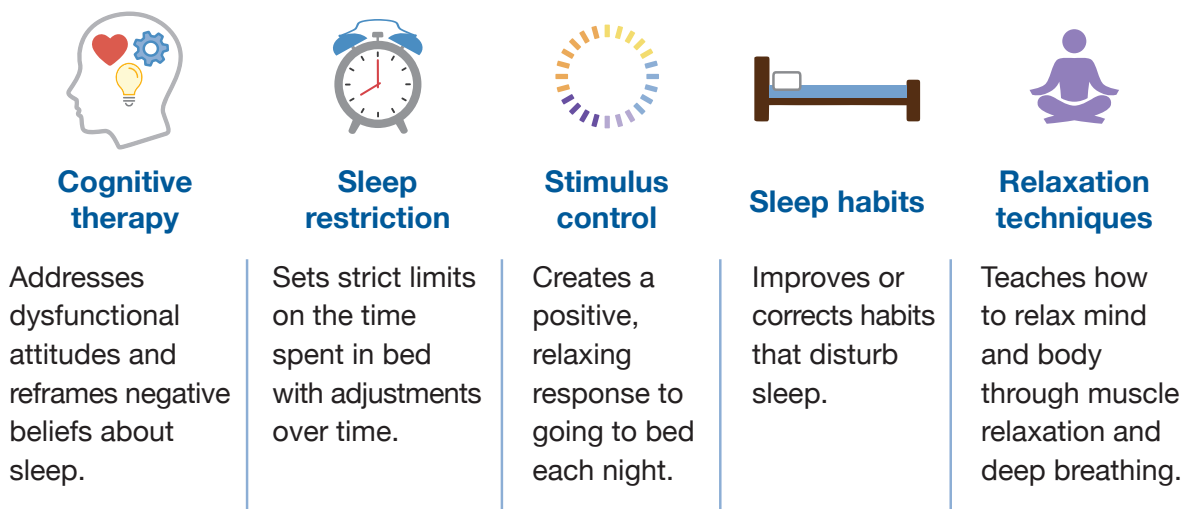 Cognitive
therapy
Addresses
dysfunctional
attitudes and
reframes negative
beliefs about
sleep.
Sleep
restriction
Sets strict limits
on the time
spent in bed
with adjustments
over time.
Stimulus
control
Creates a
positive,
relaxing
response to
going to bed
each night.
Sleep habits
Improves or
corrects habits
that disturb
sleep.
Relaxation
techniques
Teaches how
to relax mind
and body
through muscle
relaxation and
deep breathing.